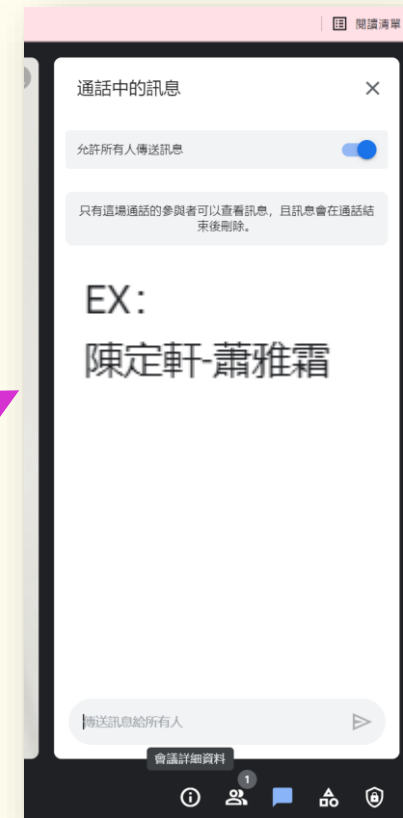 閱讀清單
通話中的訊息
允許所有人傳送訊息
只有這場通話的參與者可以查看訊息，且訊息會在通話結
束後刪除。
EX：
陳定軒-蕭雅霜
傳送訊息給所有人
會議詳細資料
1